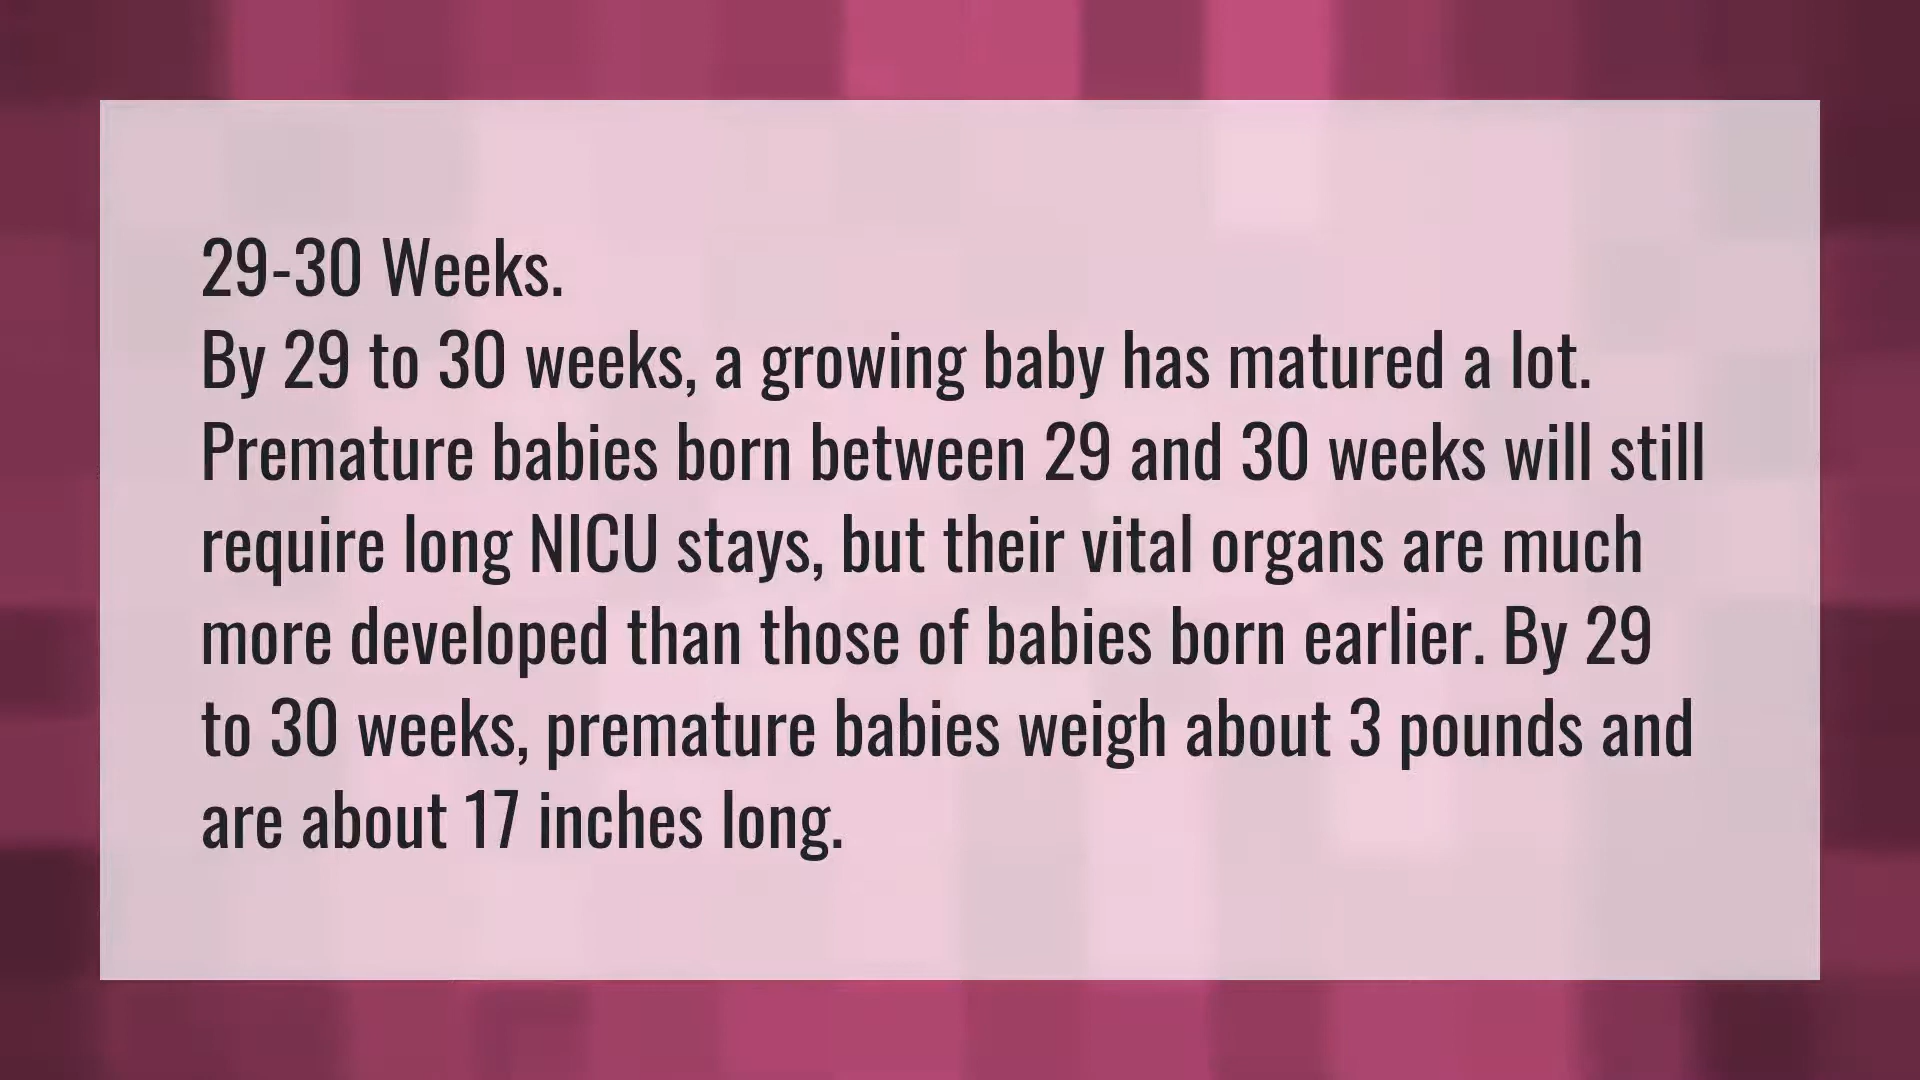 29-30 Weeks.
By 29 to 30 weeks, a growing baby has matured a lot.
Premature babies born between 29 and 30 weeks will still
require long NICU stays, but their vital organs are much
more developed than those of babies born earlier. By 29
to 30 weeks, premature babies weigh about 3 pounds and
are about 17 inches long.